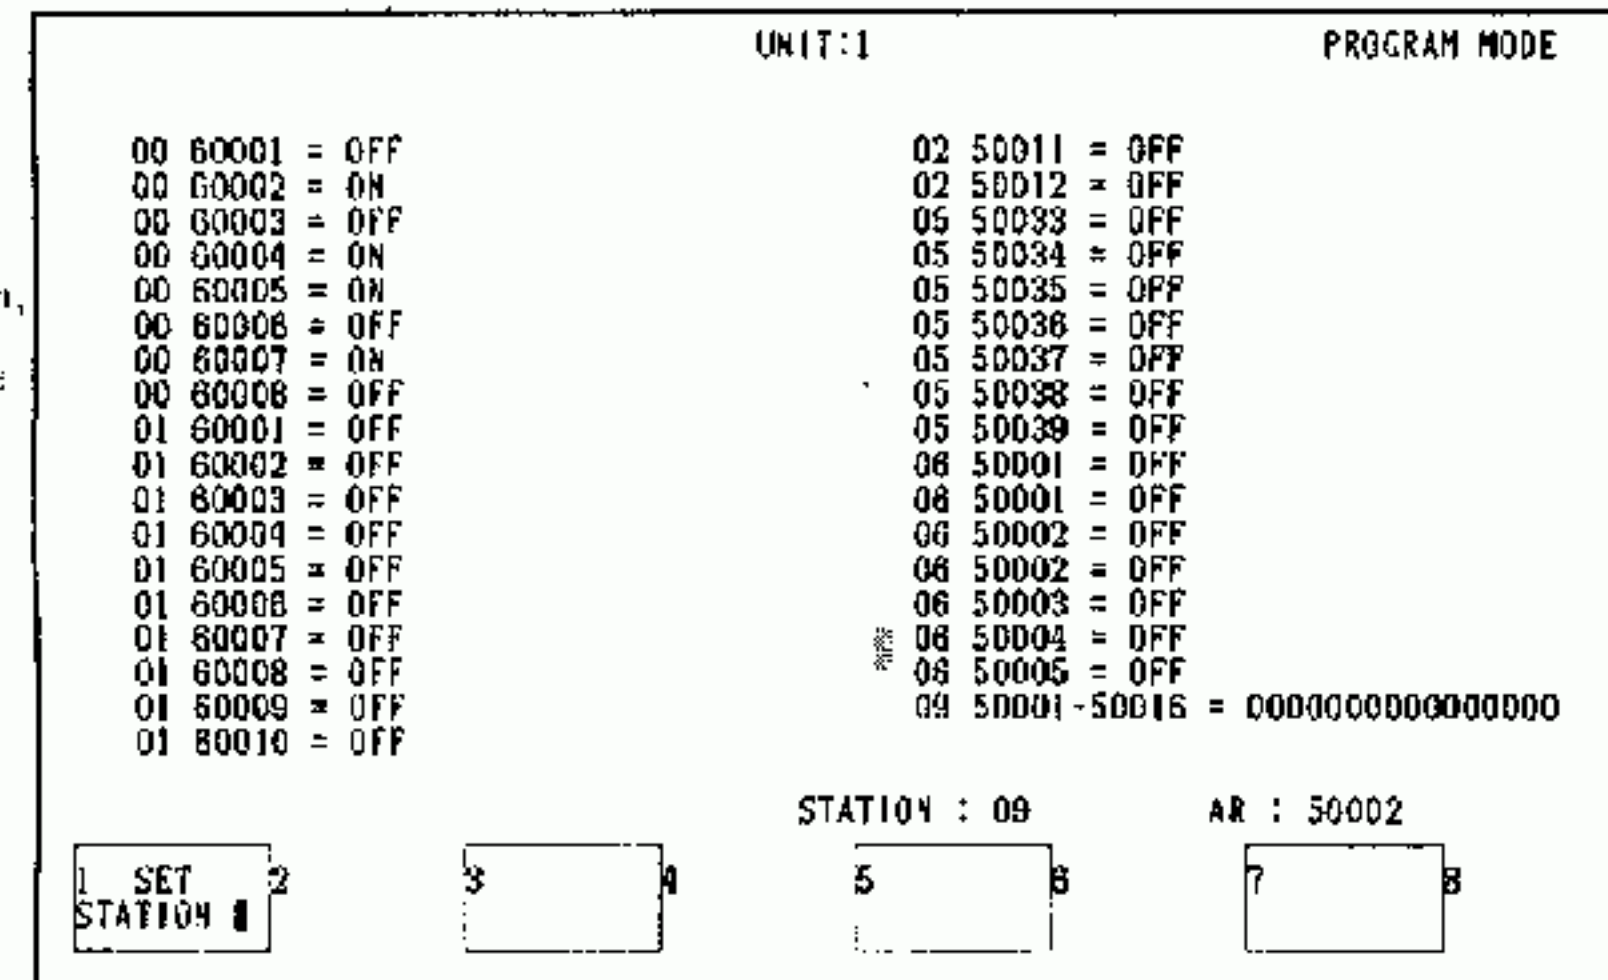 UNIT:1 PROGRAM MODE
00 60001 = OFF
00 60002 = ON
00 60003 = OFF
00 60004 = ON
00 60005 = ON
00 60006 = OFF
00 60007 = ON
00 60008 = OFF
01 60001 = OFF
01 60002 = OFF
01 60003 = OFF
01 60004 = OFF
01 60005 = OFF
01 60006 = OFF
01 60007 = OFF
01 60008 = OFF
01 60009 = OFF
01 60010 = OFF
02 50011 = OFF
02 50012 = OFF
05 50033 = OFF
05 50034 = OFF
05 50035 = OFF
05 50036 = OFF
05 50037 = OFF
05 50038 = OFF
05 50039 = OFF
06 50001 = OFF
06 50001 = OFF
06 50002 = OFF
06 50002 = OFF
06 50003 = OFF
06 50004 = OFF
06 50005 = OFF
09 50001-50016 = 0000000000000000
STATION : 09 AR : 50002
1 SET 2 3 4 5 6 7 8
STATION #